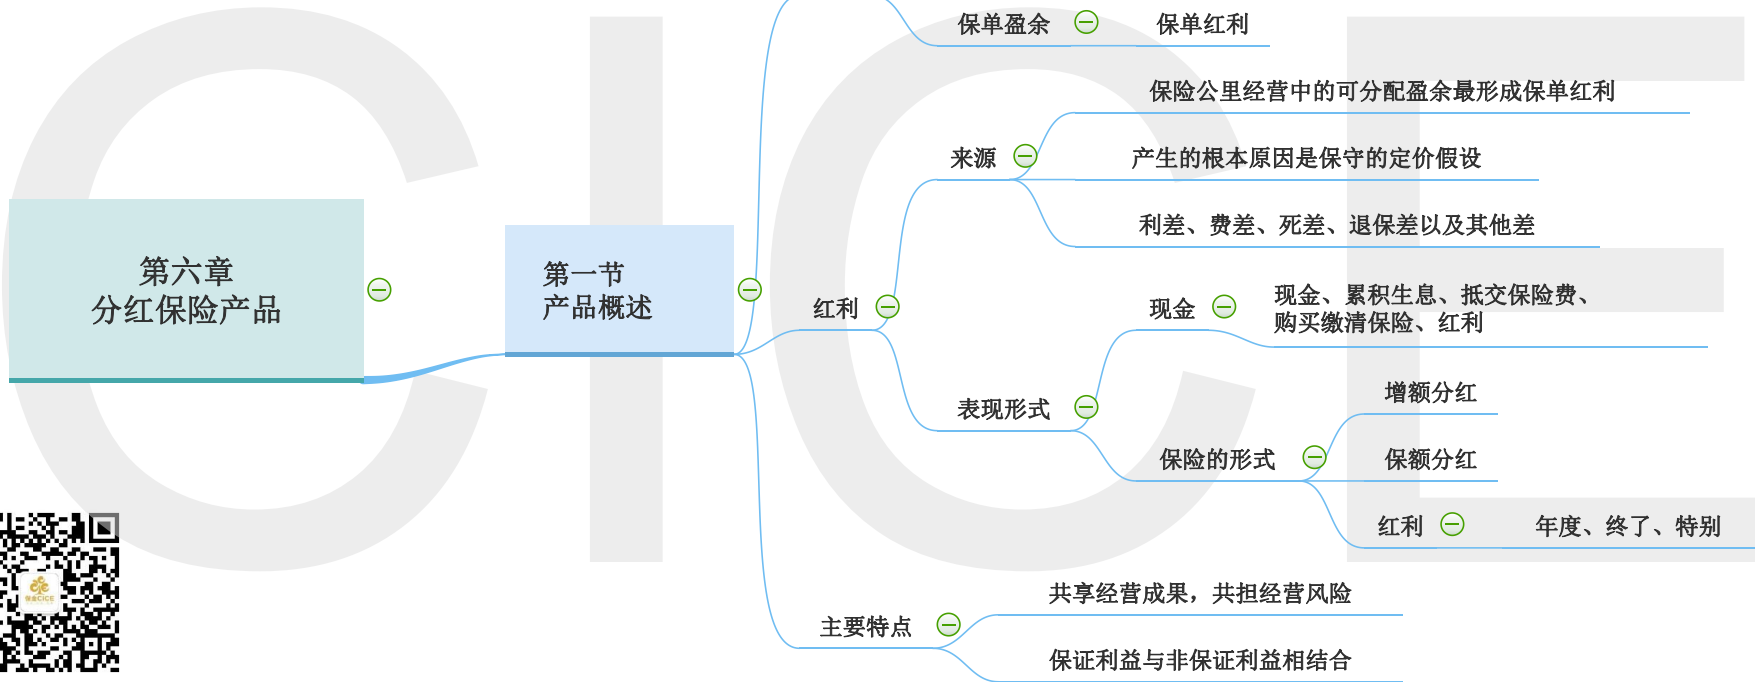 保单盈余
保单红利
保险公里经营中的可分配盈余最形成保单红利
来源
产生的根本原因是保守的定价假设
利差、费差、死差、退保差以及其他差
第六章
分红保险产品
第一节
产品概述
红利
现金
现金、累积生息、抵交保险费、
购买缴清保险、红利
表现形式
增额分红
保险的形式
保额分红
红利
年度、终了、特别
共享经营成果，共担经营风险
主要特点
保证利益与非保证利益相结合
CICE
保全CICE